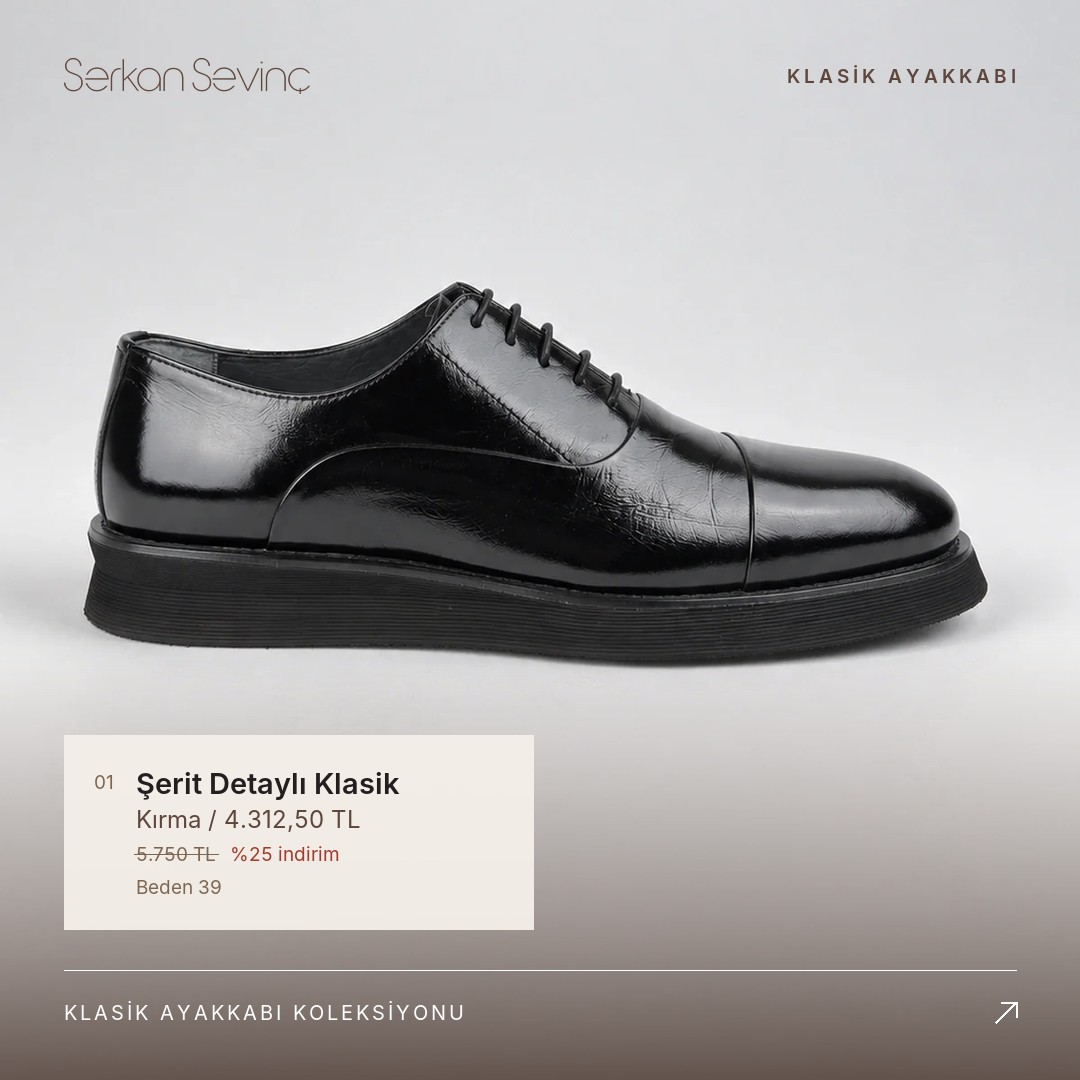 Serkan Sevinç
KLASİK AYAKKABI
01 Şerit Detaylı Klasik
Kırma / 4.312,50 TL
5.750 TL %25 indirim
Beden 39
KLASİK AYAKKABI KOLEKSİYONU